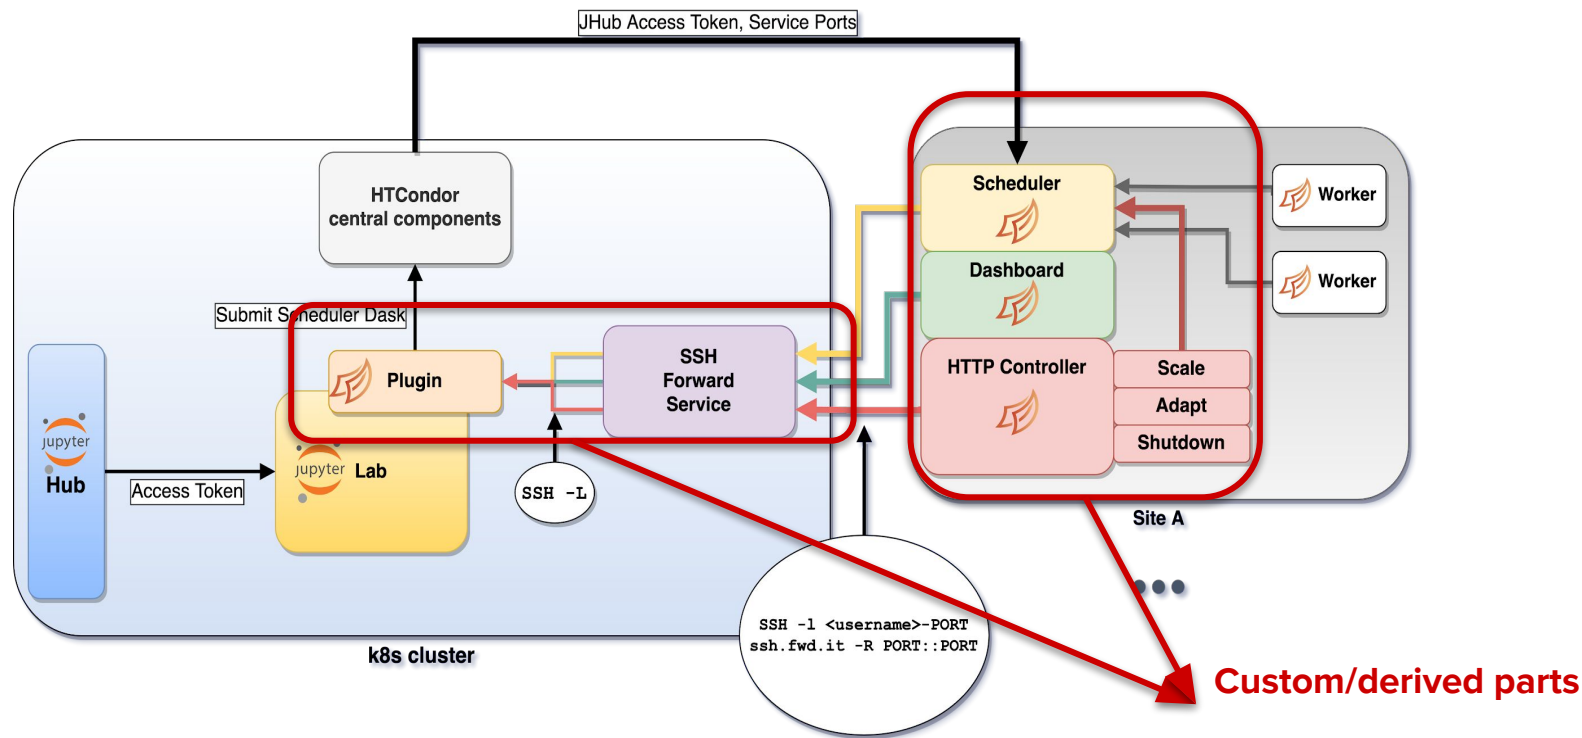 JHub Access Token, Service Ports
HTCondor
central components
Submit Scheduler Dask
Plugin
SSH
Forward
Service
jupyter
Hub
Access Token
jupyter
Lab
SSH -L
k8s cluster
Scheduler
Dashboard
HTTP Controller
Scale
Adapt
Shutdown
Worker
Worker
Site A
SSH -l <username>-PORT
ssh.fwd.it -R PORT::PORT
Custom/derived parts